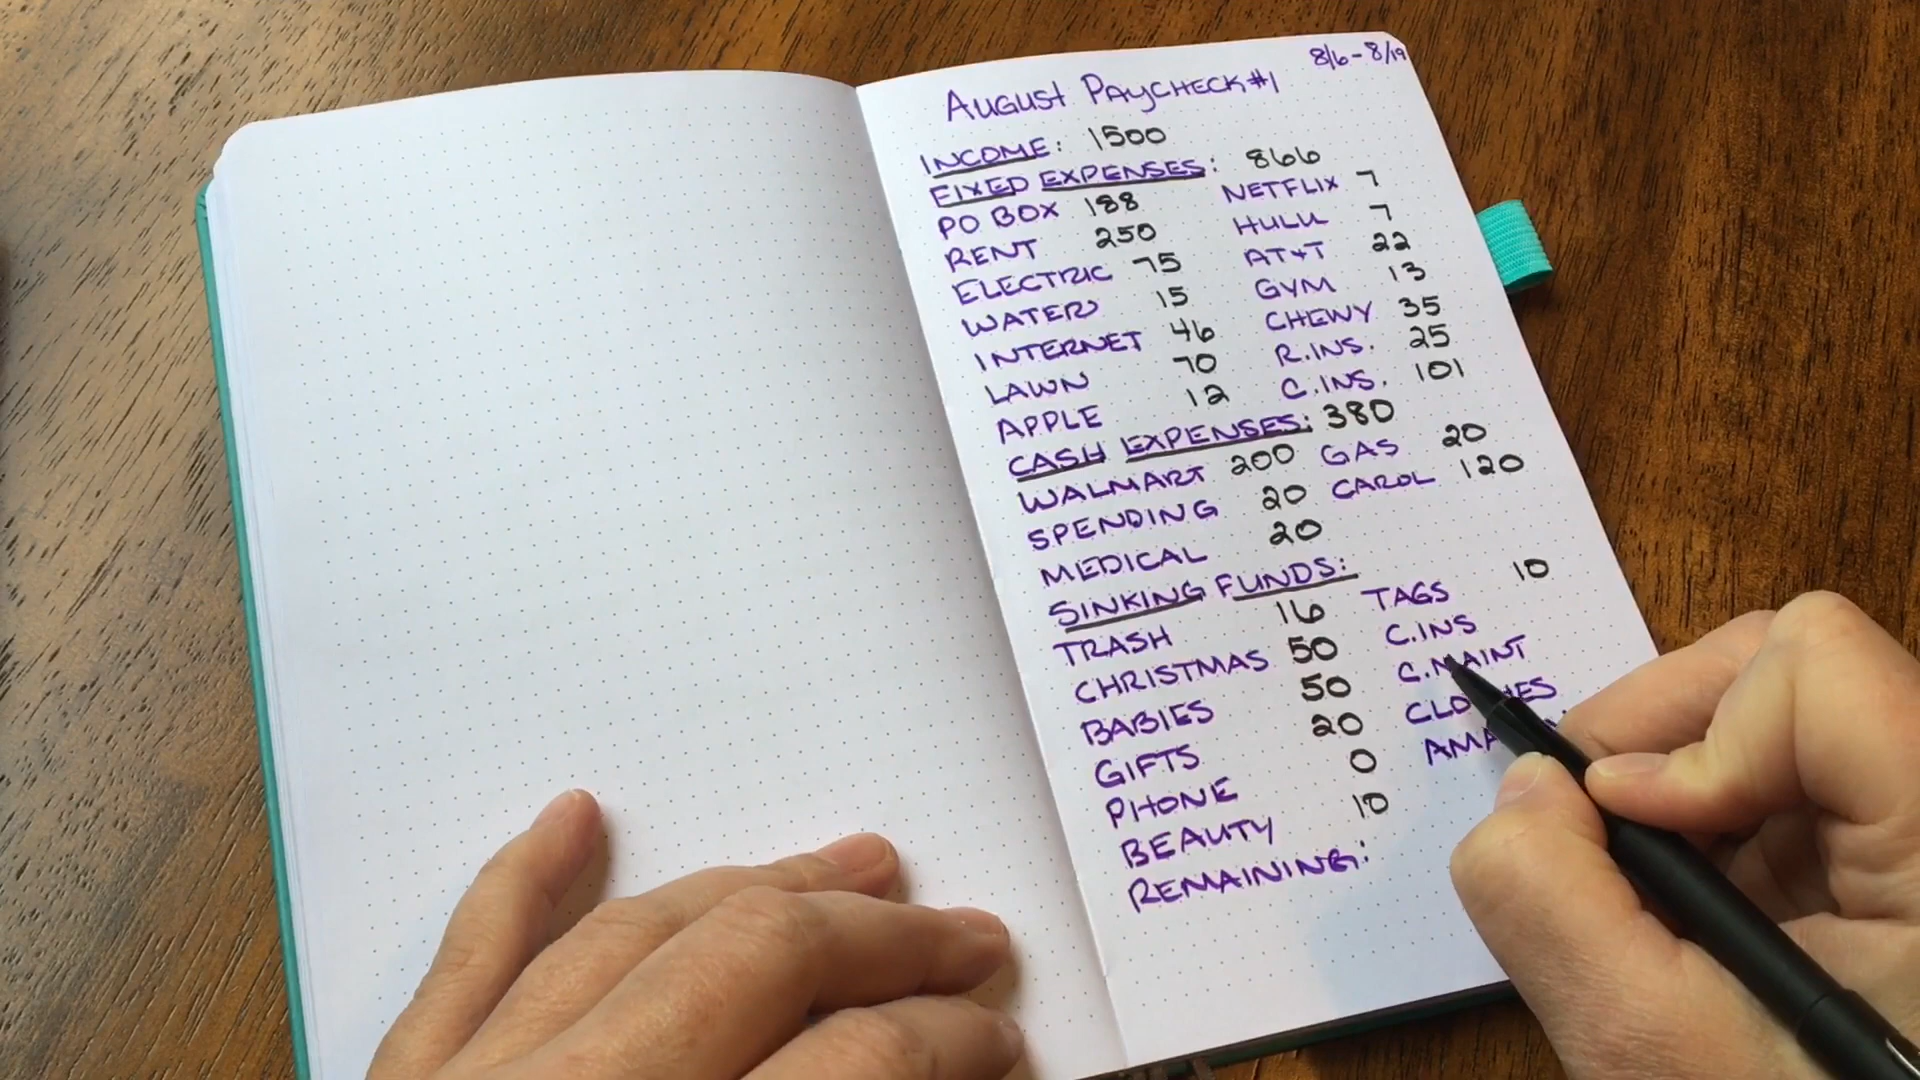 8/6-8/19
August Paycheck #1
INCOME: 1500
FIXED EXPENSES: 866
PO BOX 188 NETFLIX 7
RENT 250 HULU 7
ELECTRIC 75 AT&T 22
WATER 15 GYM 13
INTERNET 46 CHEWY 35
LAWN 70 R.INS. 25
APPLE 12 C.INS. 101
CASH EXPENSES: 380
WALMART 200 GAS 20
SPENDING 20 CAROL 120
MEDICAL 20
SINKING FUNDS:
TRASH 16 TAGS 10
CHRISTMAS 50 C.INS
BABIES 50 C.MAINT
GIFTS 20
PHONE 0
BEAUTY 10
REMAINING: